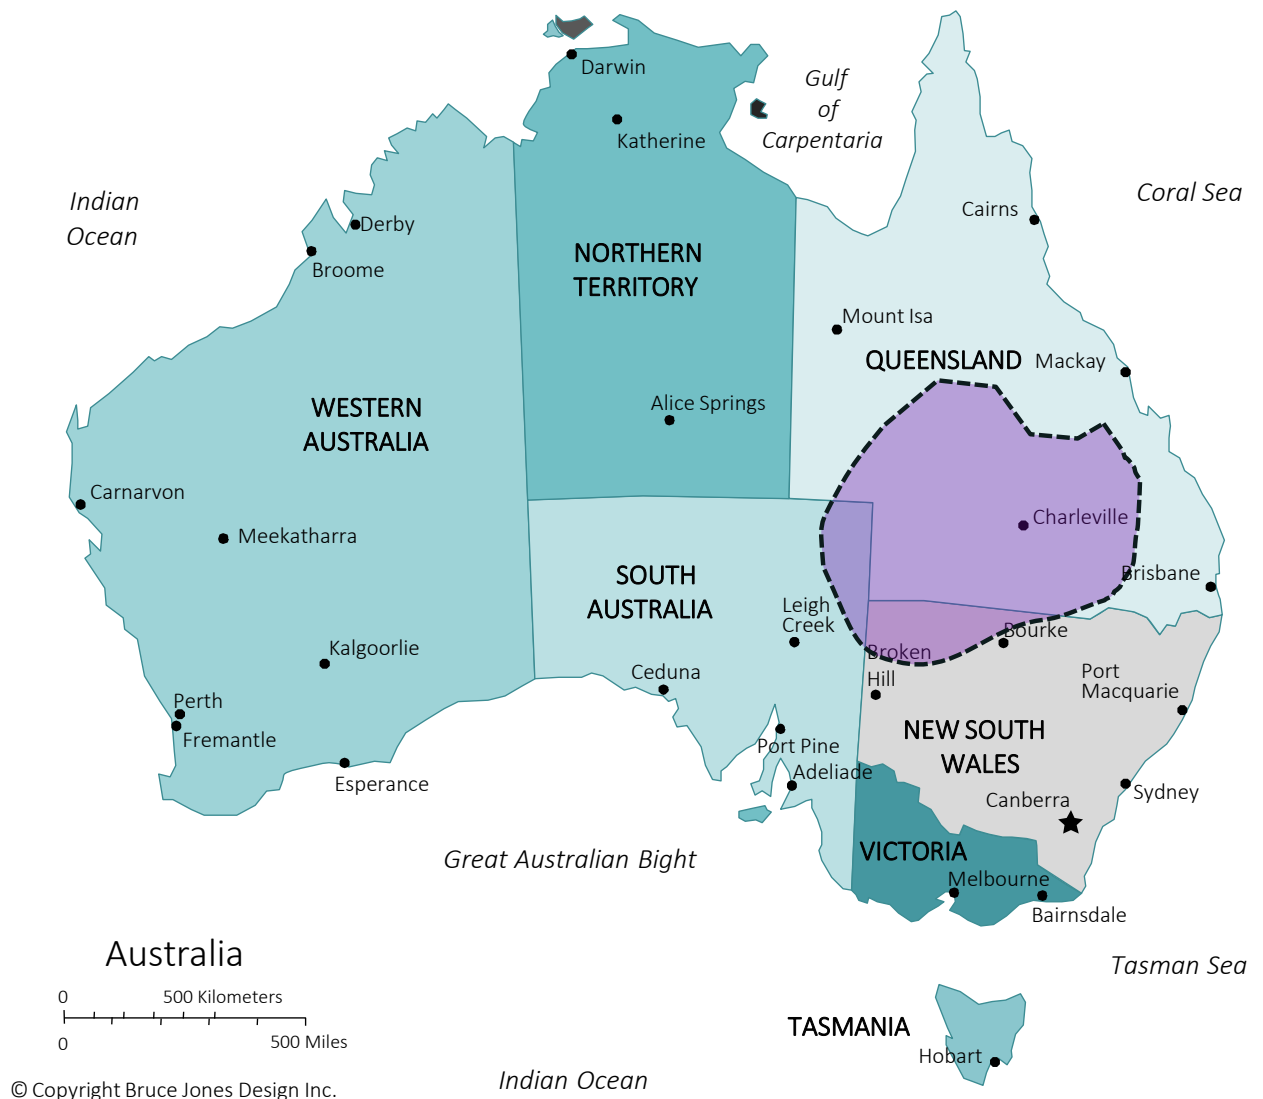 Darwin
Gulf
of
Carpentaria
Katherine
Indian
Ocean
Coral Sea
Cairns
Derby
Broome
NORTHERN
TERRITORY
Mount Isa
QUEENSLAND
Mackay
WESTERN
AUSTRALIA
Alice Springs
Carnarvon
Meekatharra
Charleville
SOUTH
AUSTRALIA
Brisbane
Leigh
Creek
Bourke
Kalgoorlie
Broken
Hill
Ceduna
Port
Macquarie
Perth
Fremantle
NEW SOUTH
WALES
Port Pine
Adeliade
Esperance
Canberra
Sydney
Great Australian Bight
VICTORIA
Melbourne
Bairnsdale
Australia
Tasman Sea
0
500 Kilometers
0
500 Miles
TASMANIA
Hobart
Indian Ocean
© Copyright Bruce Jones Design Inc.